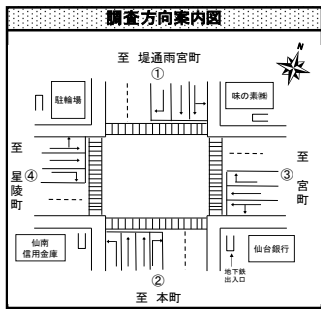 調査方向案内図
至 堤通雨宮町
①
N
駐輪場
味の素㈱
至 星陵町
④
③
至 宮町
仙南
信用金庫
仙台銀行
地下鉄
出入口
②
至 本町